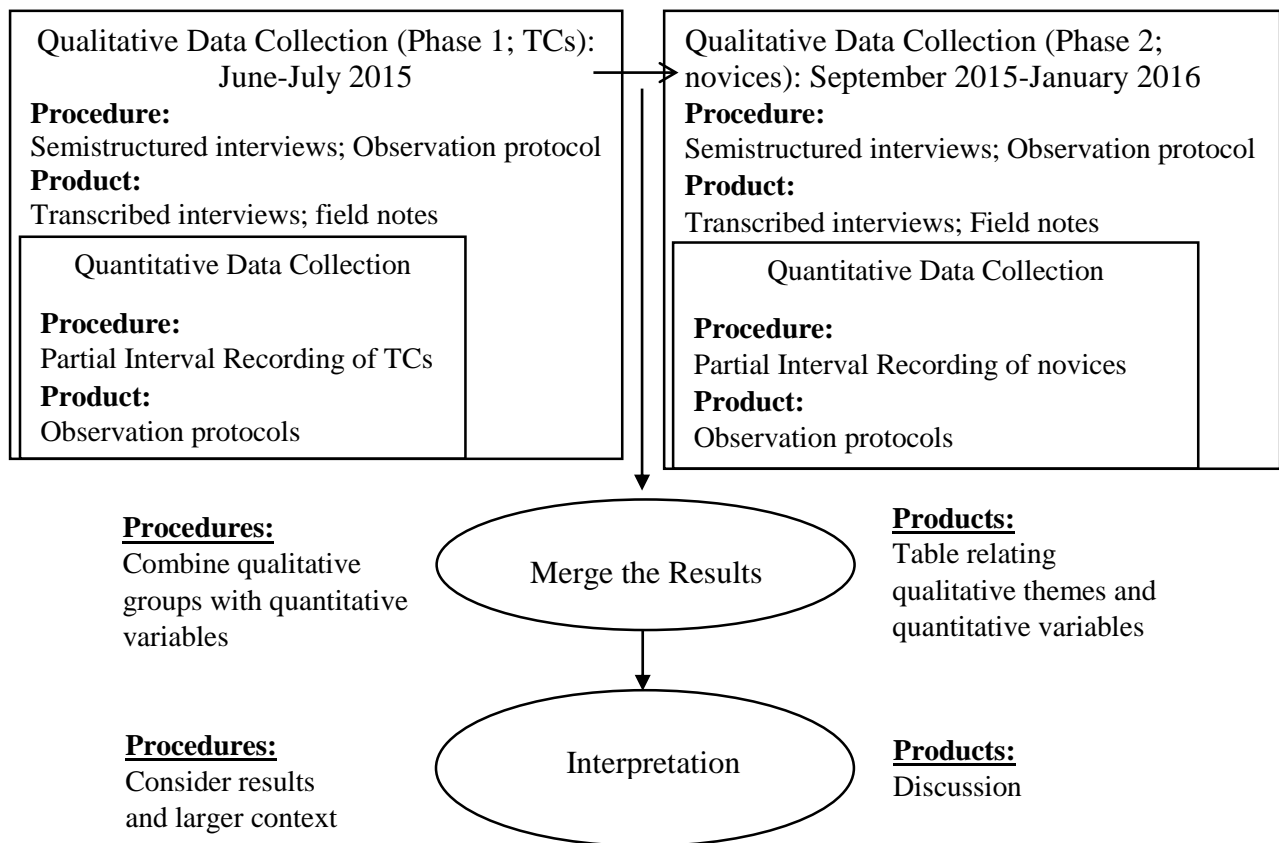 Qualitative Data Collection (Phase 1; TCs):
June-July 2015
Procedure:
Semistructured interviews; Observation protocol
Product:
Transcribed interviews; field notes
Quantitative Data Collection
Procedure:
Partial Interval Recording of TCs
Product:
Observation protocols
Qualitative Data Collection (Phase 2;
novices): September 2015-January 2016
Procedure:
Semistructured interviews; Observation protocol
Product:
Transcribed interviews; Field notes
Quantitative Data Collection
Procedure:
Partial Interval Recording of novices
Product:
Observation protocols
Procedures:
Combine qualitative
groups with quantitative
variables
Merge the Results
Products:
Table relating
qualitative themes and
quantitative variables
Procedures:
Consider results
and larger context
Interpretation
Products:
Discussion